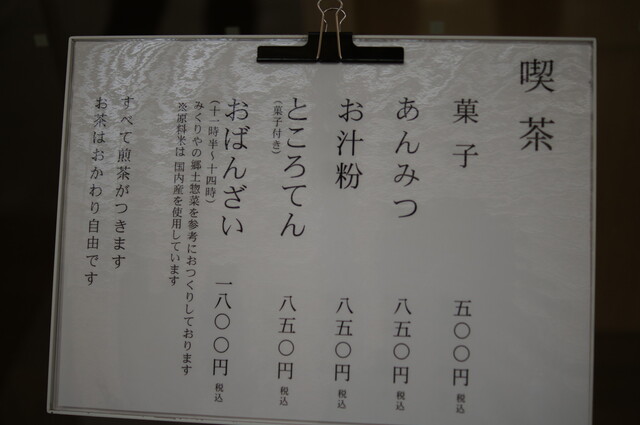 喫茶
菓子 五〇〇円 税込
あんみつ 八五〇円 税込
お汁粉 八五〇円 税込
ところてん 八五〇円 税込
(菓子付き)
おばんざい 一八〇〇円 税込
(十一時半～十四時)
みくりやの郷土惣菜を参考におつくりしております
※原料米は国内産を使用しています
すべて煎茶がつきます
お茶はおかわり自由です